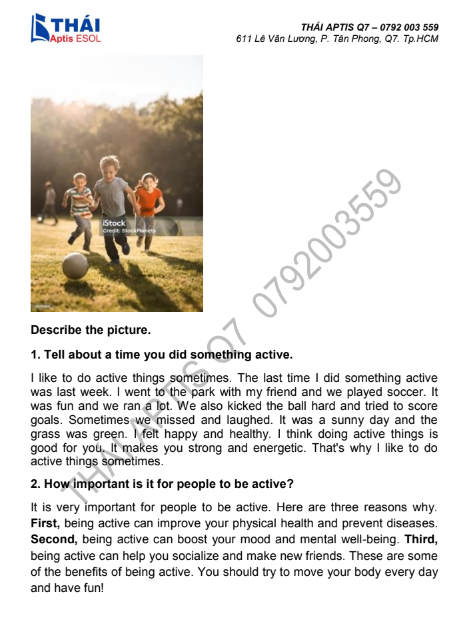 THÁI
Aptis ESOL
THÁI APTIS Q7 – 0792 003 559
611 Lê Văn Lương, P. Tân Phong, Q7. Tp.HCM
iStock
Credit: StockPlanets
Describe the picture.
1. Tell about a time you did something active.
I like to do active things sometimes. The last time I did something active
was last week. I went to the park with my friend and we played soccer. It
was fun and we ran a lot. We also kicked the ball hard and tried to score
goals. Sometimes we missed and laughed. It was a sunny day and the
grass was green. I felt happy and healthy. I think doing active things is
good for you. It makes you strong and energetic. That's why I like to do
active things sometimes.
2. How important is it for people to be active?
It is very important for people to be active. Here are three reasons why.
First, being active can improve your physical health and prevent diseases.
Second, being active can boost your mood and mental well-being. Third,
being active can help you socialize and make new friends. These are some
of the benefits of being active. You should try to move your body every day
and have fun!
THÁI APTIS Q7 0792003559